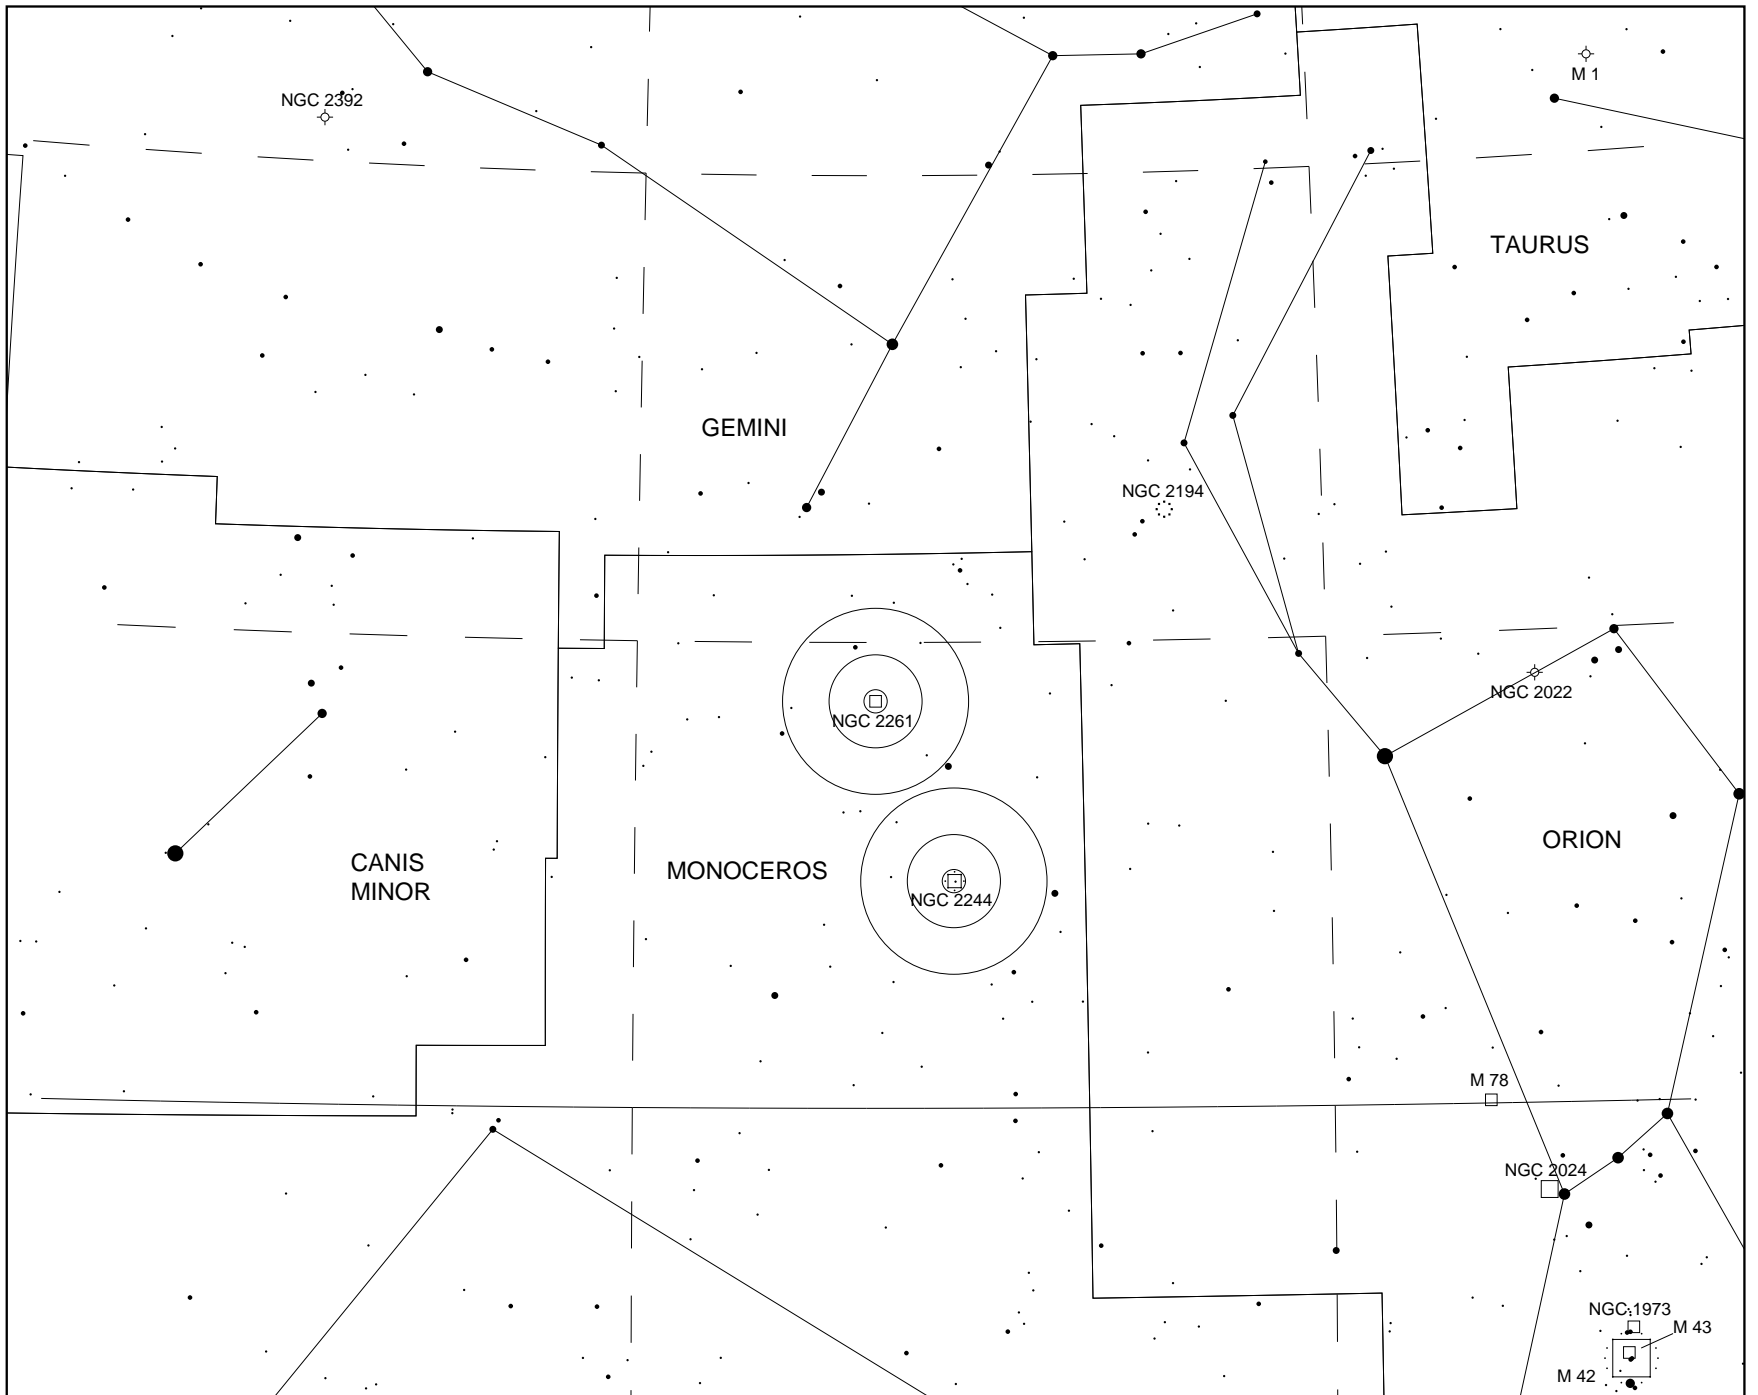 M 1
NGC 2392
TAURUS
GEMINI
NGC 2194
NGC 2022
NGC 2261
ORION
CANIS
MINOR
MONOCEROS
NGC 2244
M 78
NGC 2024
NGC 1973
M 43
M 42